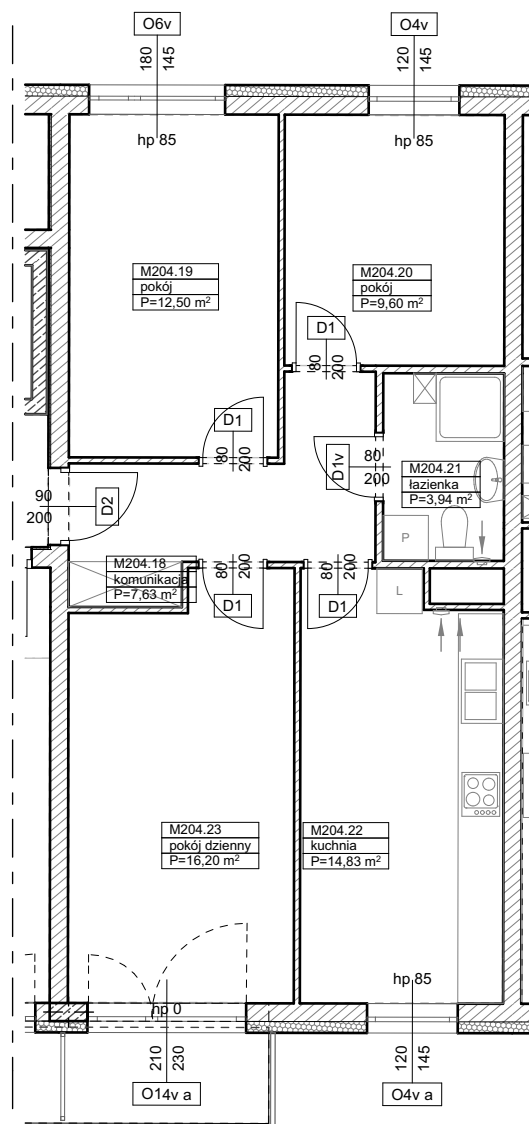 O6v
180
145
O4v
120
145
hp 85
hp 85
M204.19
pokój
P=12,50 m²
M204.20
pokój
P=9,60 m²
D1
80
200
D1
80
200
D1v
80
200
M204.21
łazienka
P=3,94 m²
90
200
D2
P
M204.18
komunikacja
P=7,63 m²
80
200
D1
80
200
D1
L
M204.23
pokój dzienny
P=16,20 m²
M204.22
kuchnia
P=14,83 m²
hp 0
hp 85
210
230
O14v a
120
145
O4v a